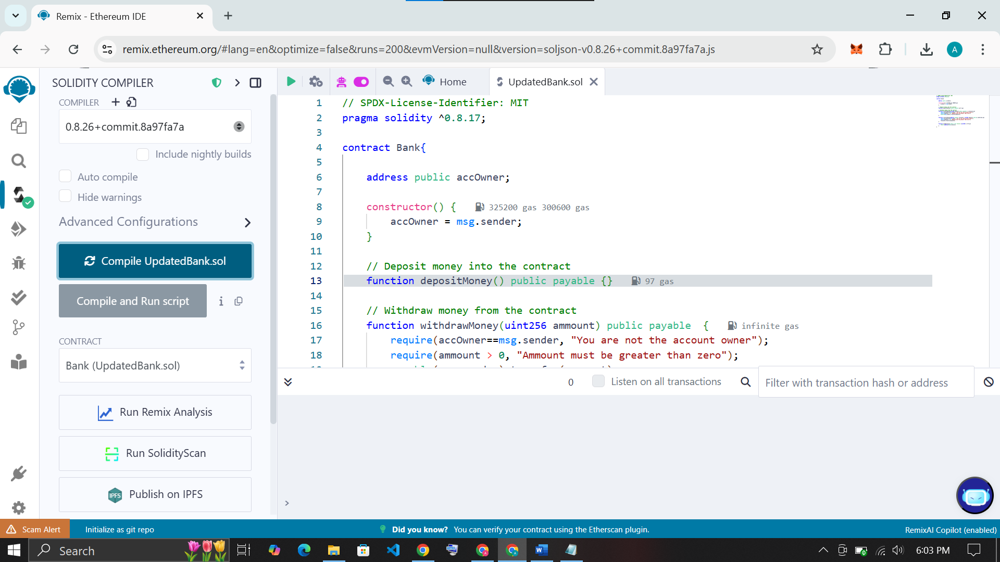 Remix - Ethereum IDE
remix.ethereum.org/#lang=en&optimize=false&runs=200&evmVersion=null&version=soljson-v0.8.26+commit.8a97fa7a.js
A
SOLIDITY COMPILER
COMPILER
0.8.26+commit.8a97fa7a
Include nightly builds
Auto compile
Hide warnings
Advanced Configurations
Compile UpdatedBank.sol
Compile and Run script
CONTRACT
Bank (UpdatedBank.sol)
Run Remix Analysis
Run SolidityScan
IPFS Publish on IPFS
Home
UpdatedBank.sol
1 // SPDX-License-Identifier: MIT
2 pragma solidity ^0.8.17;
3
4 contract Bank{
5
6 address public accOwner;
7
8 constructor() { 325200 gas 300600 gas
9 accOwner = msg.sender;
10 }
11
12 // Deposit money into the contract
13 function depositMoney() public payable {} 97 gas
14
15 // Withdraw money from the contract
16 function withdrawMoney(uint256 ammount) public payable { infinite gas
17 require(accOwner==msg.sender, "You are not the account owner");
18 require(ammount > 0, "Ammount must be greater than zero");
0
Listen on all transactions
Filter with transaction hash or address
>
Scam Alert
Initialize as git repo
Did you know? You can verify your contract using the Etherscan plugin.
RemixAI Copilot (enabled)
Search
6:03 PM